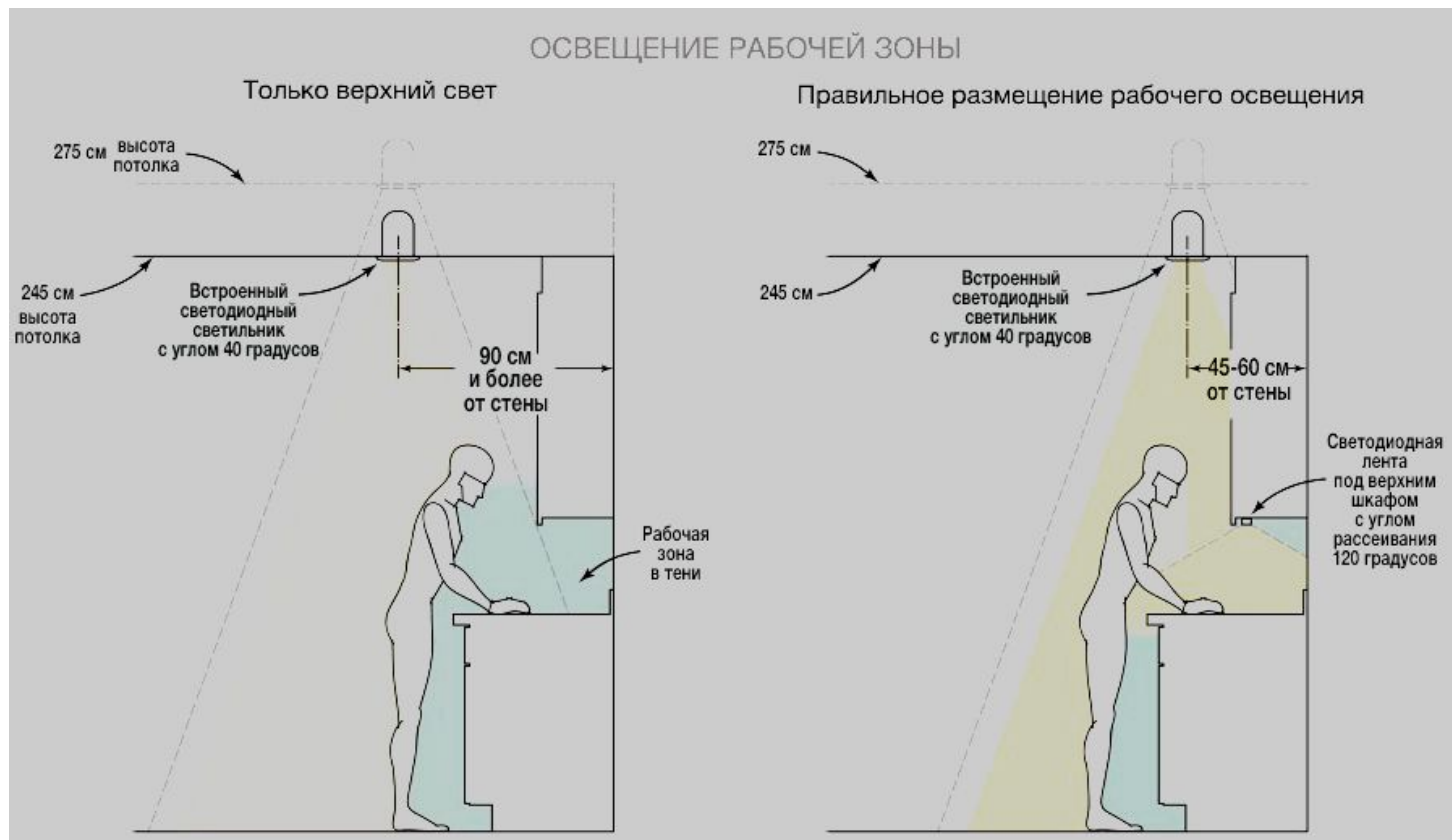 ОСВЕЩЕНИЕ РАБОЧЕЙ ЗОНЫ
Только верхний свет
275 см высота
потолка
245 см
высота
потолка
Встроенный
светодиодный
светильник
с углом 40 градусов
90 см
и более
от стены
Рабочая
зона
в тени
Правильное размещение рабочего освещения
275 см
245 см
Встроенный
светодиодный
светильник
с углом 40 градусов
45-60 см
от стены
Светодиодная
лента
под верхним
шкафом
с углом
рассеивания
120 градусов